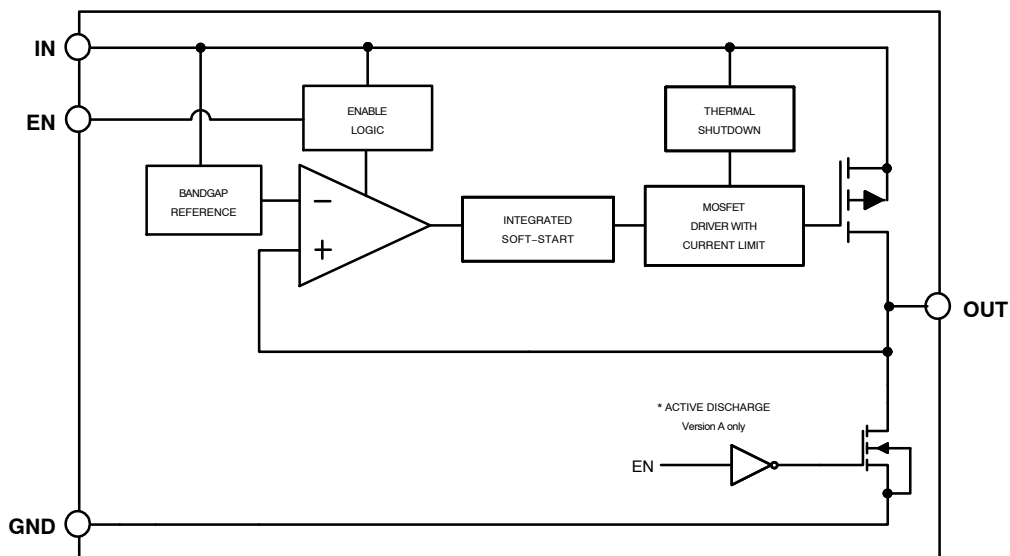 IN
EN
ENABLE
LOGIC
THERMAL
SHUTDOWN
BANDGAP
REFERENCE
−
+
INTEGRATED
SOFT−START
MOSFET
DRIVER WITH
CURRENT LIMIT
OUT
* ACTIVE DISCHARGE
Version A only
EN
GND